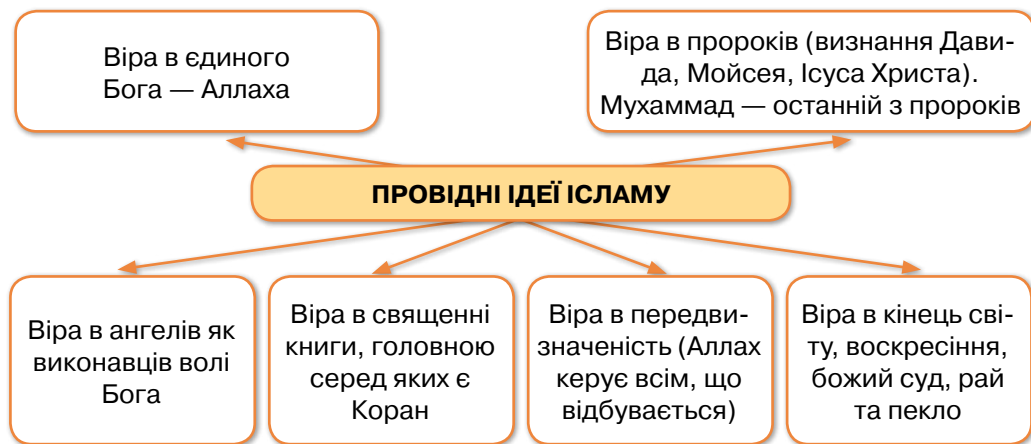 Віра в єдиного
Бога — Аллаха
Віра в пророків (визнання Дави-
да, Мойсея, Ісуса Христа).
Мухаммад — останній з пророків
ПРОВІДНІ ІДЕЇ ІСЛАМУ
Віра в ангелів як
виконавців волі
Бога
Віра в священні
книги, головною
серед яких є
Коран
Віра в передви-
значеність (Аллах
керує всім, що
відбувається)
Віра в кінець сві-
ту, воскресіння,
божий суд, рай
та пекло